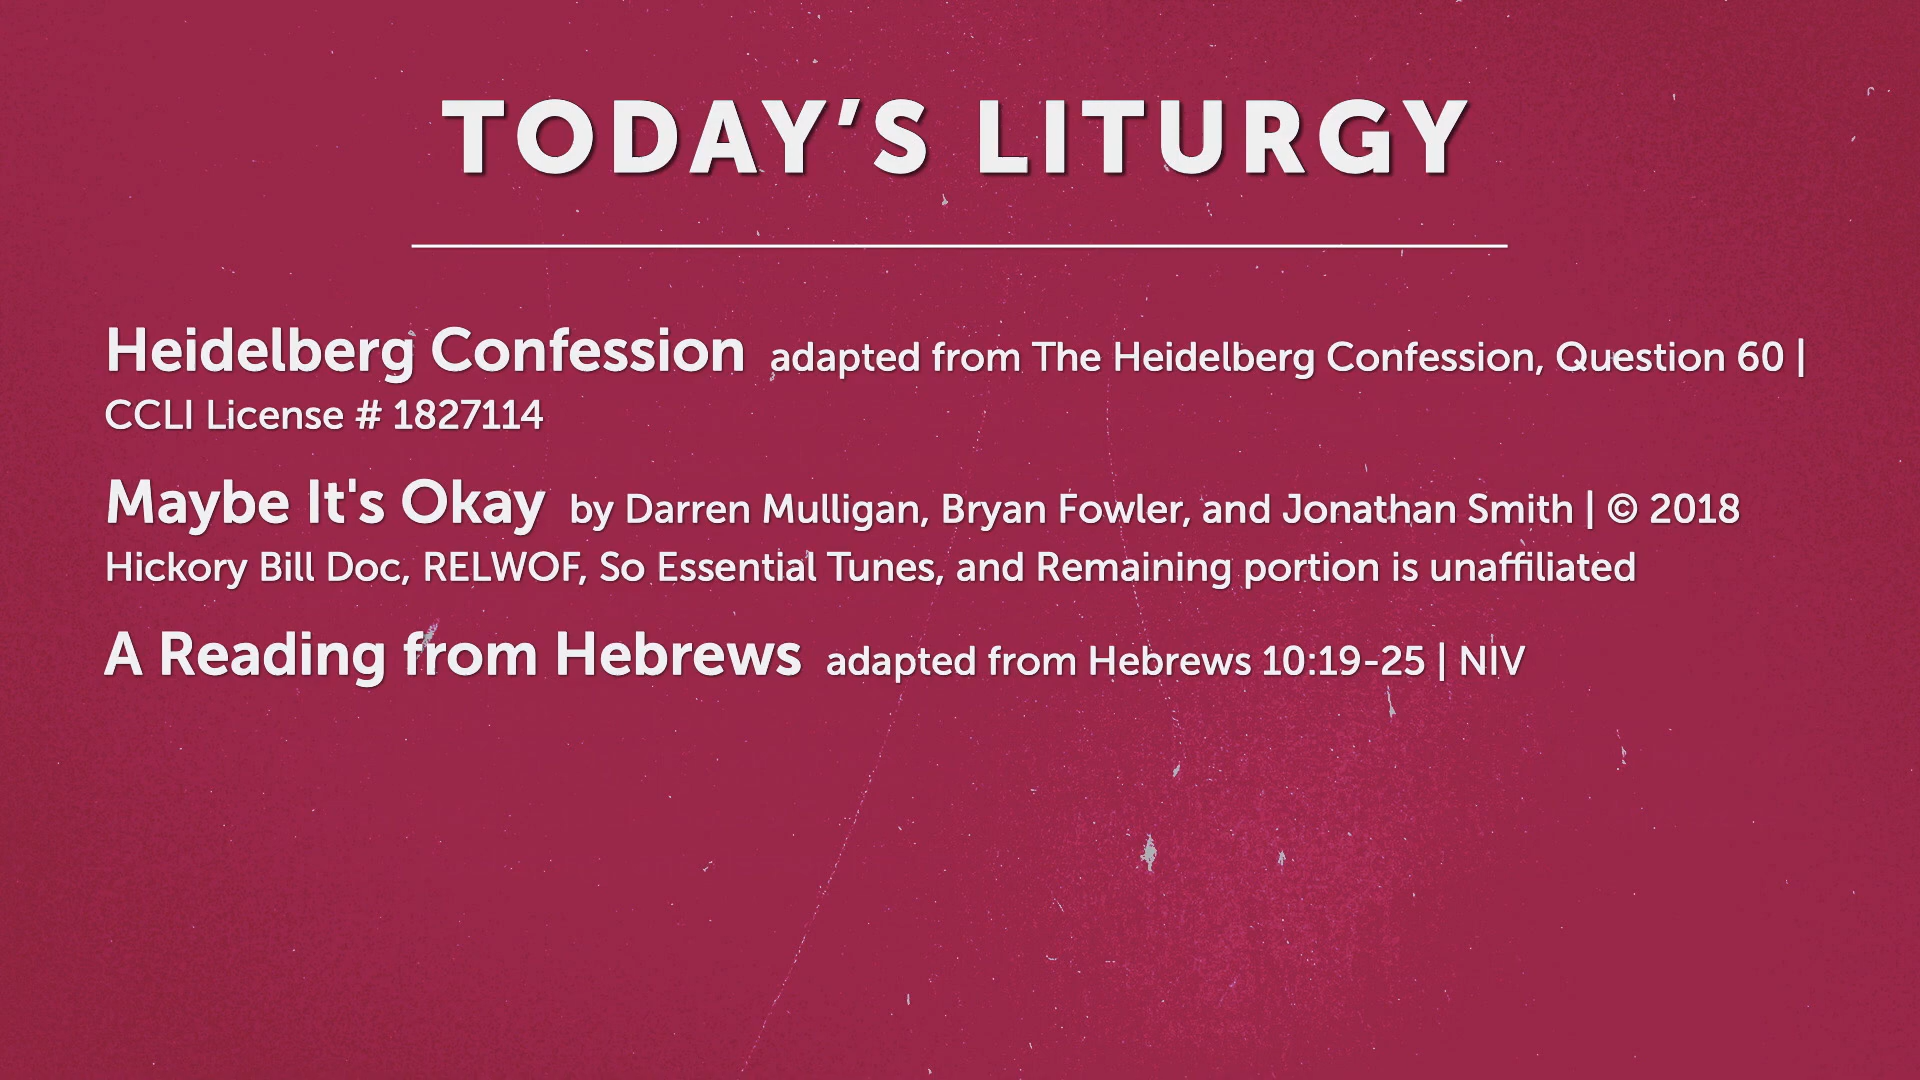 TODAY’S LITURGY
Heidelberg Confession adapted from The Heidelberg Confession, Question 60 |
CCLI License # 1827114
Maybe It's Okay by Darren Mulligan, Bryan Fowler, and Jonathan Smith | © 2018
Hickory Bill Doc, RELWOF, So Essential Tunes, and Remaining portion is unaffiliated
A Reading from Hebrews adapted from Hebrews 10:19-25 | NIV